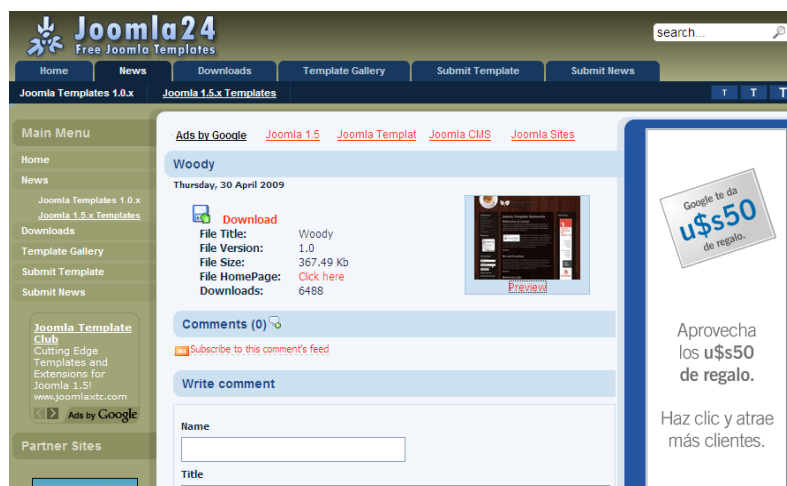 Joomla24
Free Joomla Templates
search...
Home News Downloads Template Gallery Submit Template Submit News
Joomla Templates 1.0.x Joomla 1.5.x Templates T T T
Main Menu
Home
News
Joomla Templates 1.0.x
Joomla 1.5.x Templates
Downloads
Template Gallery
Submit Template
Submit News
Joomla Template
Club
Cutting Edge
Templates and
Extensions for
Joomla 1.5!
www.joomlaxtc.com
Ads by Google
Partner Sites
Ads by Google Joomla 1.5 Joomla Templat Joomla CMS Joomla Sites
Woody
Thursday, 30 April 2009
Download
File Title: Woody
File Version: 1.0
File Size: 367.49 Kb
File HomePage: Click here
Downloads: 6488
Preview
Comments (0)
Subscribe to this comment's feed
Write comment
Name
Title
Google te da
u$s50
de regalo.
Aprovecha
los u$s50
de regalo.
Haz clic y atrae
más clientes.